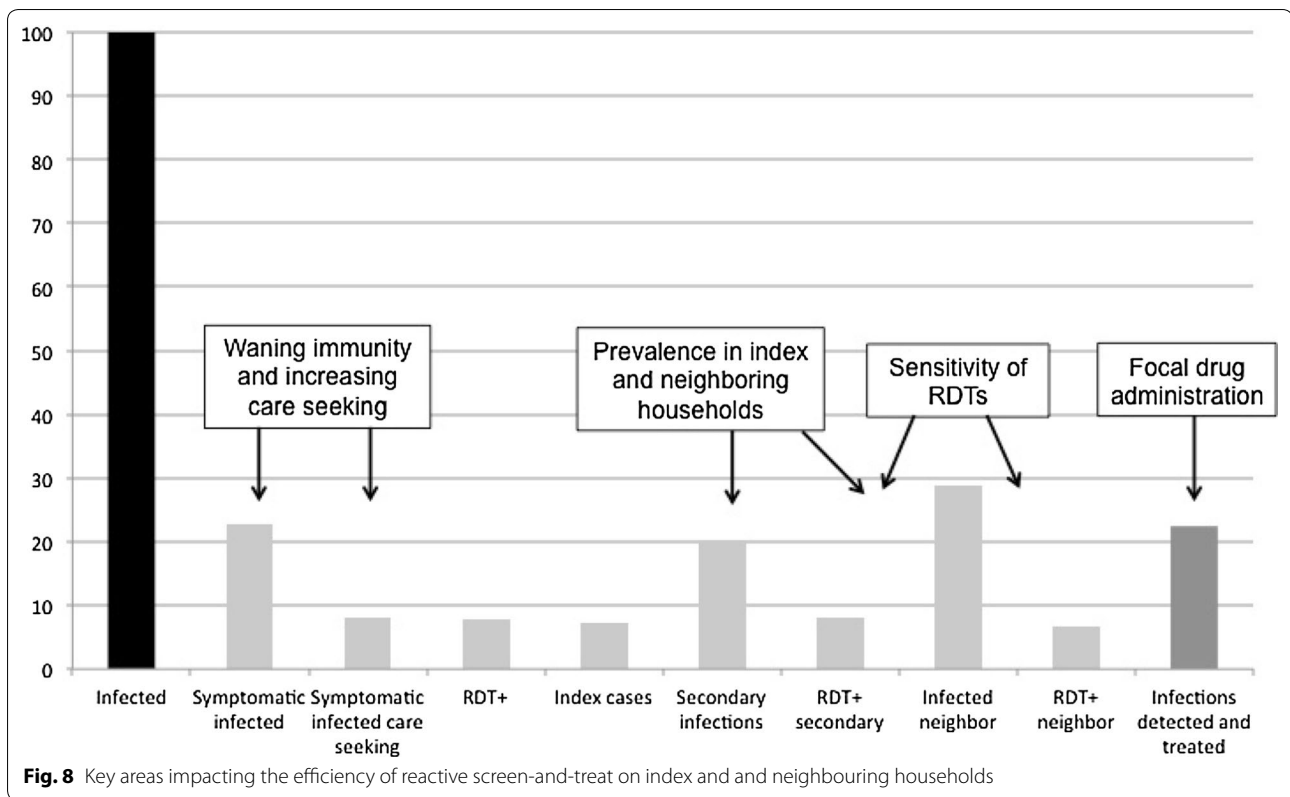 100
90
80
70
60
50
40
30
20
10
0
Waning immunity
and increasing
care seeking
Prevalence in index
and neighboring
households
Sensitivity of
RDTs
Focal drug
administration
Infected
Symptomatic
infected
Symptomatic
infected care
seeking
RDT+
Index cases
Secondary
infections
RDT+
secondary
Infected
neighbor
RDT+
neighbor
Infections
detected and
treated
Fig. 8 Key areas impacting the efficiency of reactive screen-and-treat on index and and neighbouring households